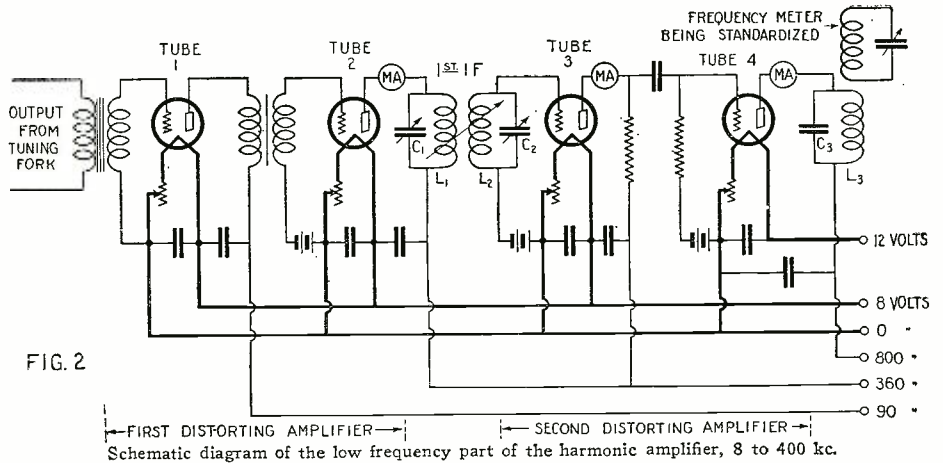 FREQUENCY METER
BEING STANDARDIZED
TUBE
1
TUBE
2
MA
1ST. IF
TUBE
3
MA
TUBE 4
MA
OUTPUT
FROM
TUNING
FORK
C1
L1
L2
C2
C3
L3
12 VOLTS
8 VOLTS
0 "
800 "
360 "
90 "
FIG. 2
FIRST DISTORTING AMPLIFIER
SECOND DISTORTING AMPLIFIER
Schematic diagram of the low frequency part of the harmonic amplifier, 8 to 400 kc.